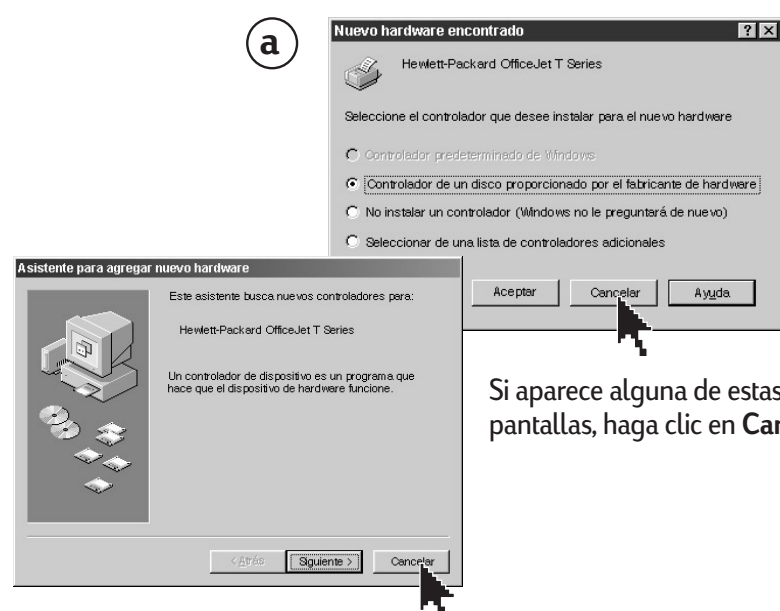 a
Nuevo hardware encontrado
Hewlett-Packard OfficeJet T Series
Seleccione el controlador que desee instalar para el nuevo hardware
Controlador predeterminado de Windows
Controlador de un disco proporcionado por el fabricante de hardware
No instalar un controlador (Windows no le preguntará de nuevo)
Seleccionar de una lista de controladores adicionales
Aceptar Cancelar Ayuda
Asistente para agregar nuevo hardware
Este asistente busca nuevos controladores para:
Hewlett-Packard OfficeJet T Series
Un controlador de dispositivo es un programa que
hace que el dispositivo de hardware funcione.
< Atrás Siguiente > Cancelar
Si aparece alguna de estas
pantallas, haga clic en